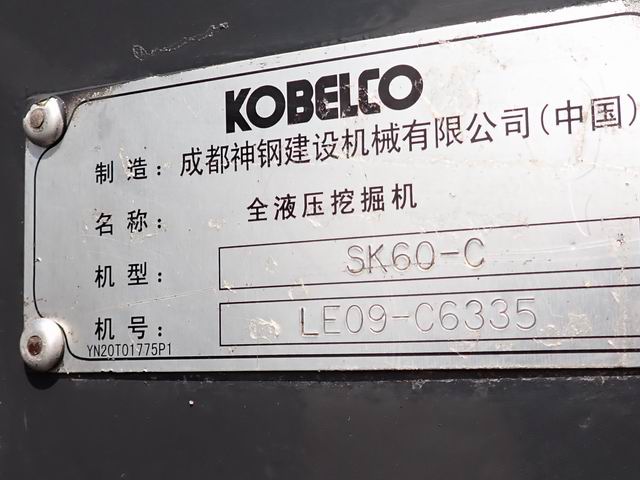 KOBELCO
制造：成都神钢建设机械有限公司(中国)
名称：全液压挖掘机
机型：SK60-C
机号：LE09-C6335
YN20T01775P1